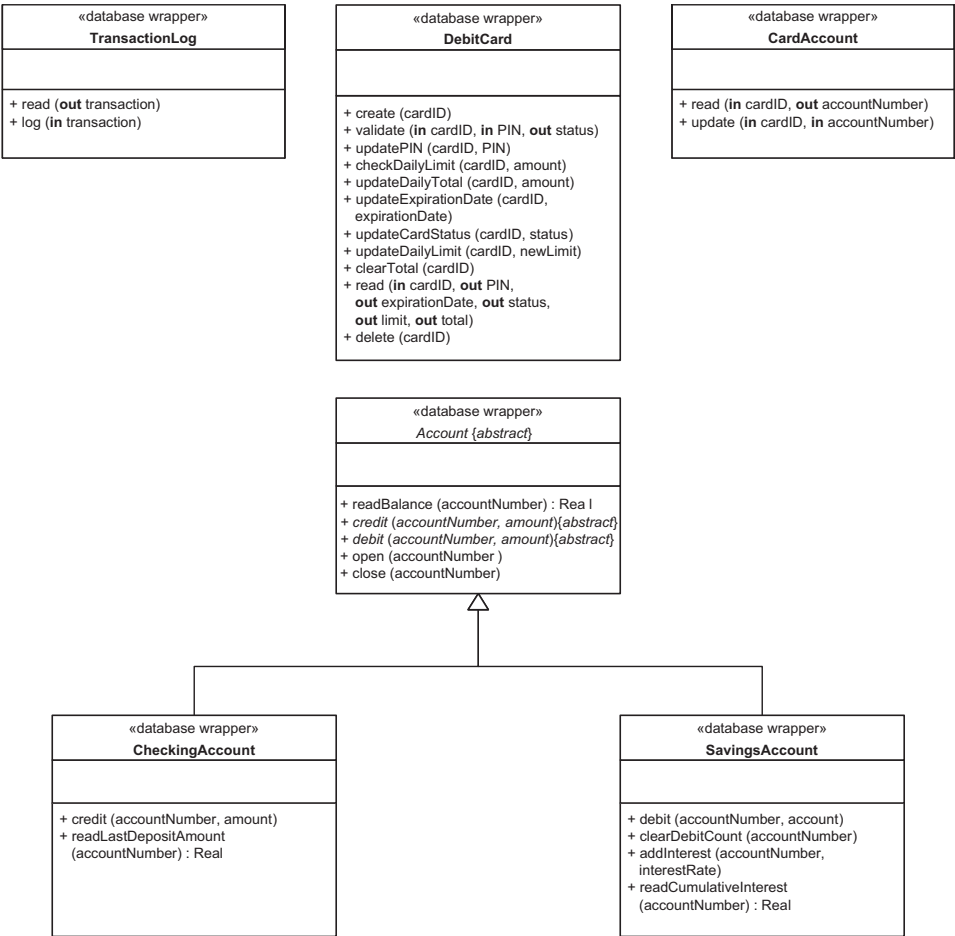 «database wrapper»
TransactionLog
+ read (out transaction)
+ log (in transaction)
«database wrapper»
DebitCard
+ create (cardID)
+ validate (in cardID, in PIN, out status)
+ updatePIN (cardID, PIN)
+ checkDailyLimit (cardID, amount)
+ updateDailyTotal (cardID, amount)
+ updateExpirationDate (cardID,
expirationDate)
+ updateCardStatus (cardID, status)
+ updateDailyLimit (cardID, newLimit)
+ clearTotal (cardID)
+ read (in cardID, out PIN,
out expirationDate, out status,
out limit, out total)
+ delete (cardID)
«database wrapper»
CardAccount
+ read (in cardID, out accountNumber)
+ update (in cardID, in accountNumber)
«database wrapper»
Account {abstract}
+ readBalance (accountNumber) : Rea l
+ credit (accountNumber, amount){abstract}
+ debit (accountNumber, amount){abstract}
+ open (accountNumber )
+ close (accountNumber)
«database wrapper»
CheckingAccount
+ credit (accountNumber, amount)
+ readLastDepositAmount
(accountNumber) : Real
«database wrapper»
SavingsAccount
+ debit (accountNumber, account)
+ clearDebitCount (accountNumber)
+ addInterest (accountNumber,
interestRate)
+ readCumulativeInterest
(accountNumber) : Real